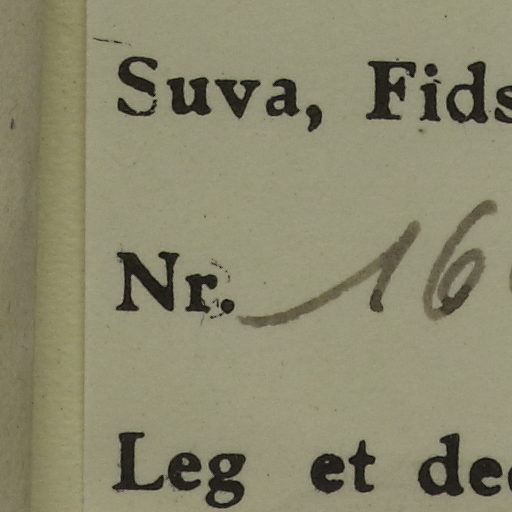 Suva, Fids
Nr. 16
Leg et de